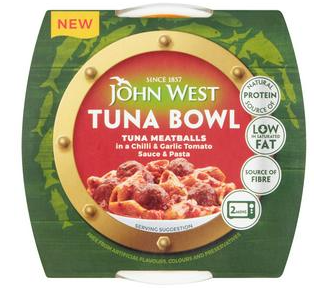 NEW
SINCE 1837
JOHN WEST
TUNA BOWL
TUNA MEATBALLS
in a Chilli & Garlic Tomato
Sauce & Pasta
NATURAL
PROTEIN
SOURCE OF
LOW
IN SATURATED
FAT
SOURCE OF
FIBRE
2 MINS
SERVING SUGGESTION
FREE FROM ARTIFICIAL FLAVOURS, COLOURS AND PRESERVATIVES